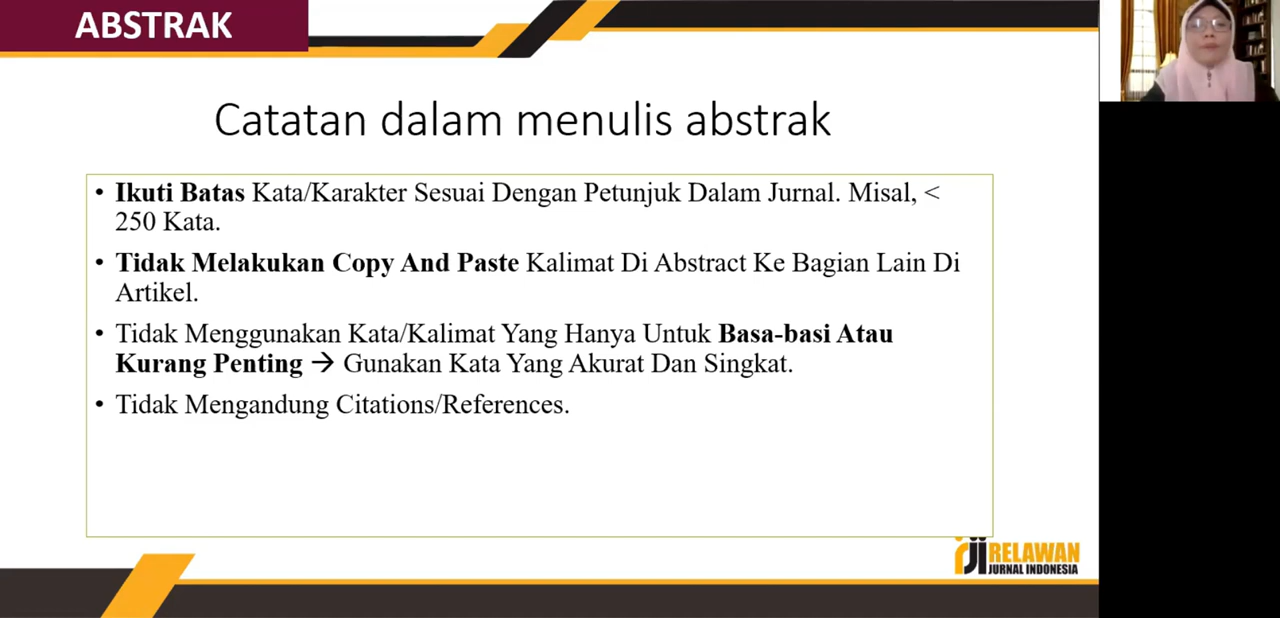 ABSTRAK
Catatan dalam menulis abstrak
• Ikuti Batas Kata/Karakter Sesuai Dengan Petunjuk Dalam Jurnal. Misal, <
250 Kata.
• Tidak Melakukan Copy And Paste Kalimat Di Abstract Ke Bagian Lain Di
Artikel.
• Tidak Menggunakan Kata/Kalimat Yang Hanya Untuk Basa-basi Atau
Kurang Penting → Gunakan Kata Yang Akurat Dan Singkat.
• Tidak Mengandung Citations/References.
rji RELAWAN
JURNAL INDONESIA